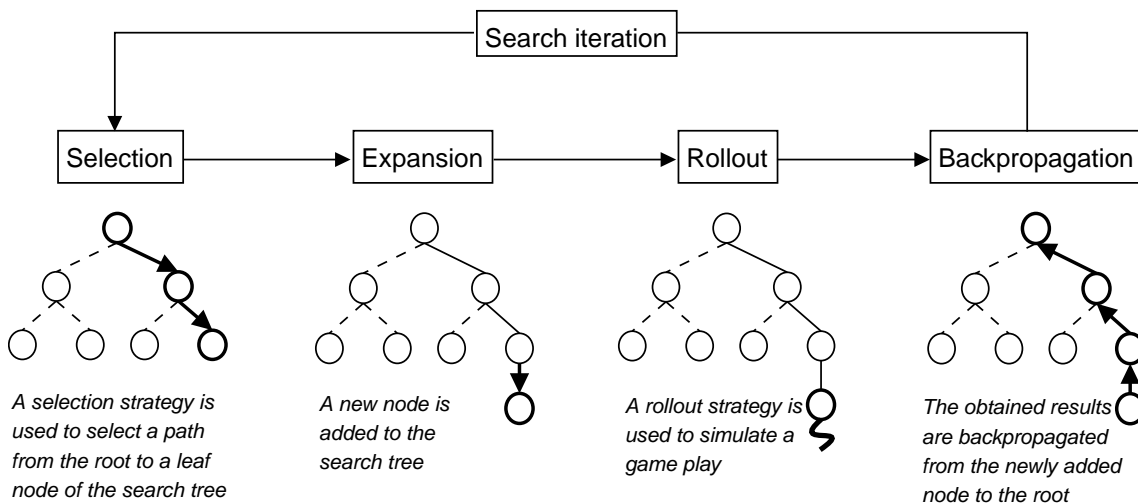 Search iteration
Selection
Expansion
Rollout
Backpropagation
A selection strategy is
used to select a path
from the root to a leaf
node of the search tree
A new node is
added to the
search tree
A rollout strategy is
used to simulate a
game play
The obtained results
are backpropagated
from the newly added
node to the root